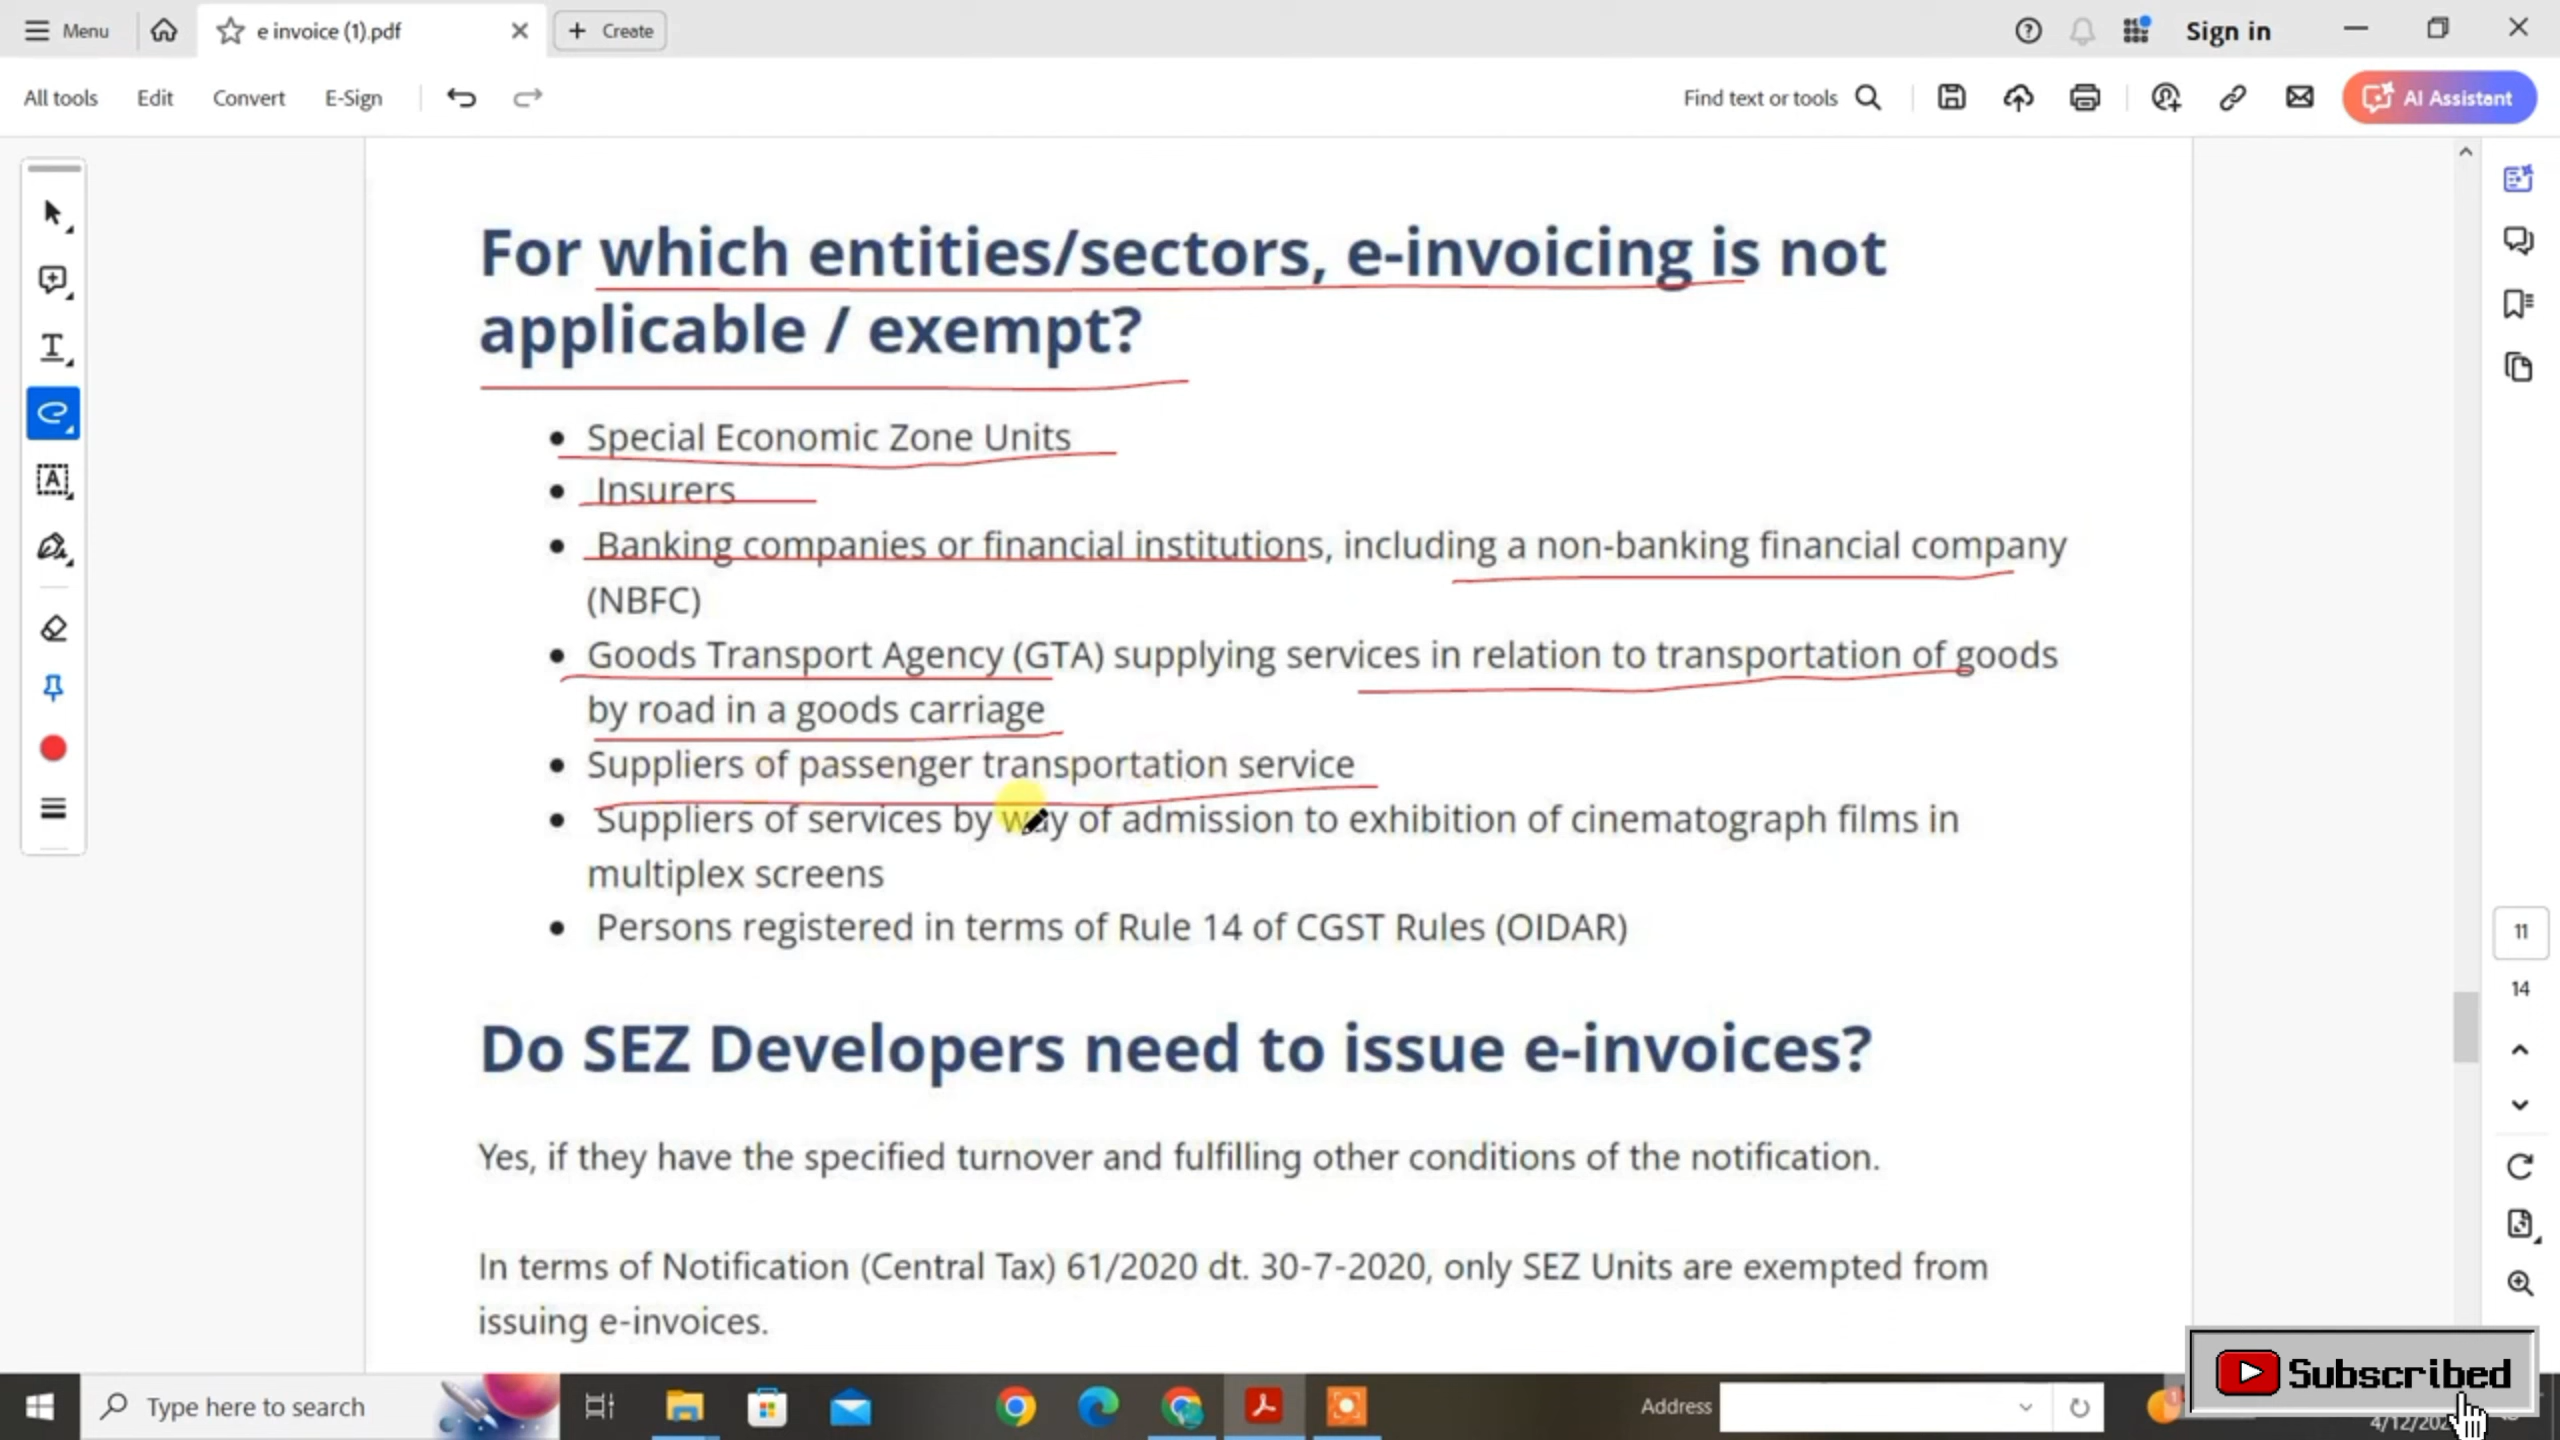 Menu
e invoice (1).pdf
Create
Sign in
All tools
Edit
Convert
E-Sign
Find text or tools
AI Assistant
For which entities/sectors, e-invoicing is not
applicable / exempt?
• Special Economic Zone Units
• Insurers
• Banking companies or financial institutions, including a non-banking financial company
(NBFC)
• Goods Transport Agency (GTA) supplying services in relation to transportation of goods
by road in a goods carriage
• Suppliers of passenger transportation service
• Suppliers of services by way of admission to exhibition of cinematograph films in
multiplex screens
• Persons registered in terms of Rule 14 of CGST Rules (OIDAR)
11
14
Do SEZ Developers need to issue e-invoices?
Yes, if they have the specified turnover and fulfilling other conditions of the notification.
In terms of Notification (Central Tax) 61/2020 dt. 30-7-2020, only SEZ Units are exempted from
issuing e-invoices.
Subscribed
Type here to search
Address